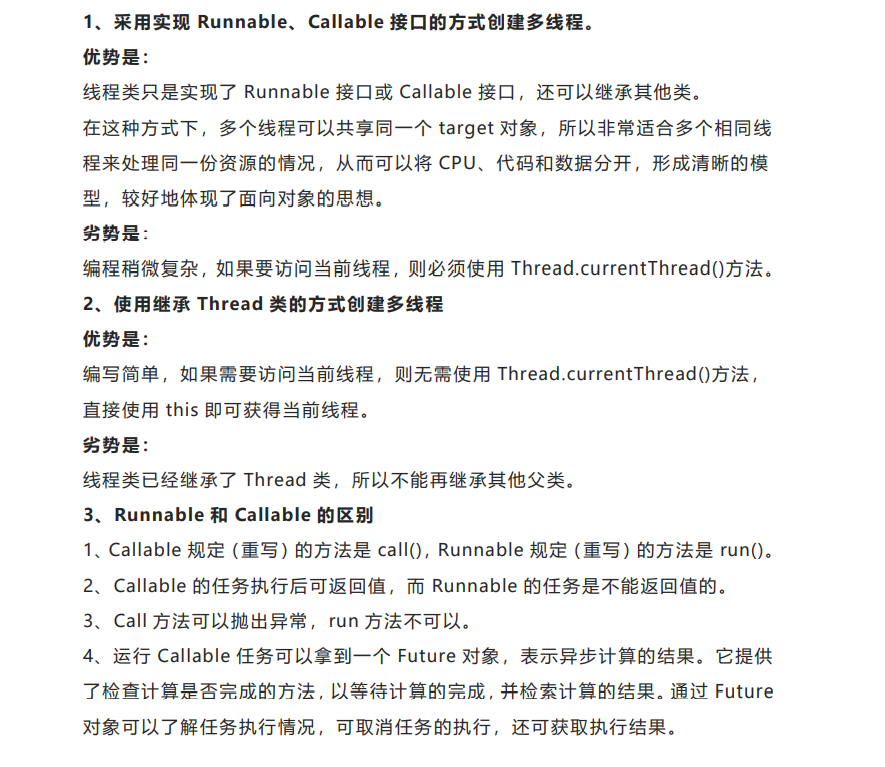 1、采用实现 Runnable、Callable 接口的方式创建多线程。
优势是：
线程类只是实现了 Runnable 接口或 Callable 接口，还可以继承其他类。
在这种方式下，多个线程可以共享同一个 target 对象，所以非常适合多个相同线
程来处理同一份资源的情况，从而可以将 CPU、代码和数据分开，形成清晰的模
型，较好地体现了面向对象的思想。
劣势是：
编程稍微复杂，如果要访问当前线程，则必须使用 Thread.currentThread()方法。
2、使用继承 Thread 类的方式创建多线程
优势是：
编写简单，如果需要访问当前线程，则无需使用 Thread.currentThread()方法，
直接使用 this 即可获得当前线程。
劣势是：
线程类已经继承了 Thread 类，所以不能再继承其他父类。
3、Runnable 和 Callable 的区别
1、Callable 规定（重写）的方法是 call()，Runnable 规定（重写）的方法是 run()。
2、Callable 的任务执行后可返回值，而 Runnable 的任务是不能返回值的。
3、Call 方法可以抛出异常，run 方法不可以。
4、运行 Callable 任务可以拿到一个 Future 对象，表示异步计算的结果。它提供
了检查计算是否完成的方法，以等待计算的完成，并检索计算的结果。通过 Future
对象可以了解任务执行情况，可取消任务的执行，还可获取执行结果。